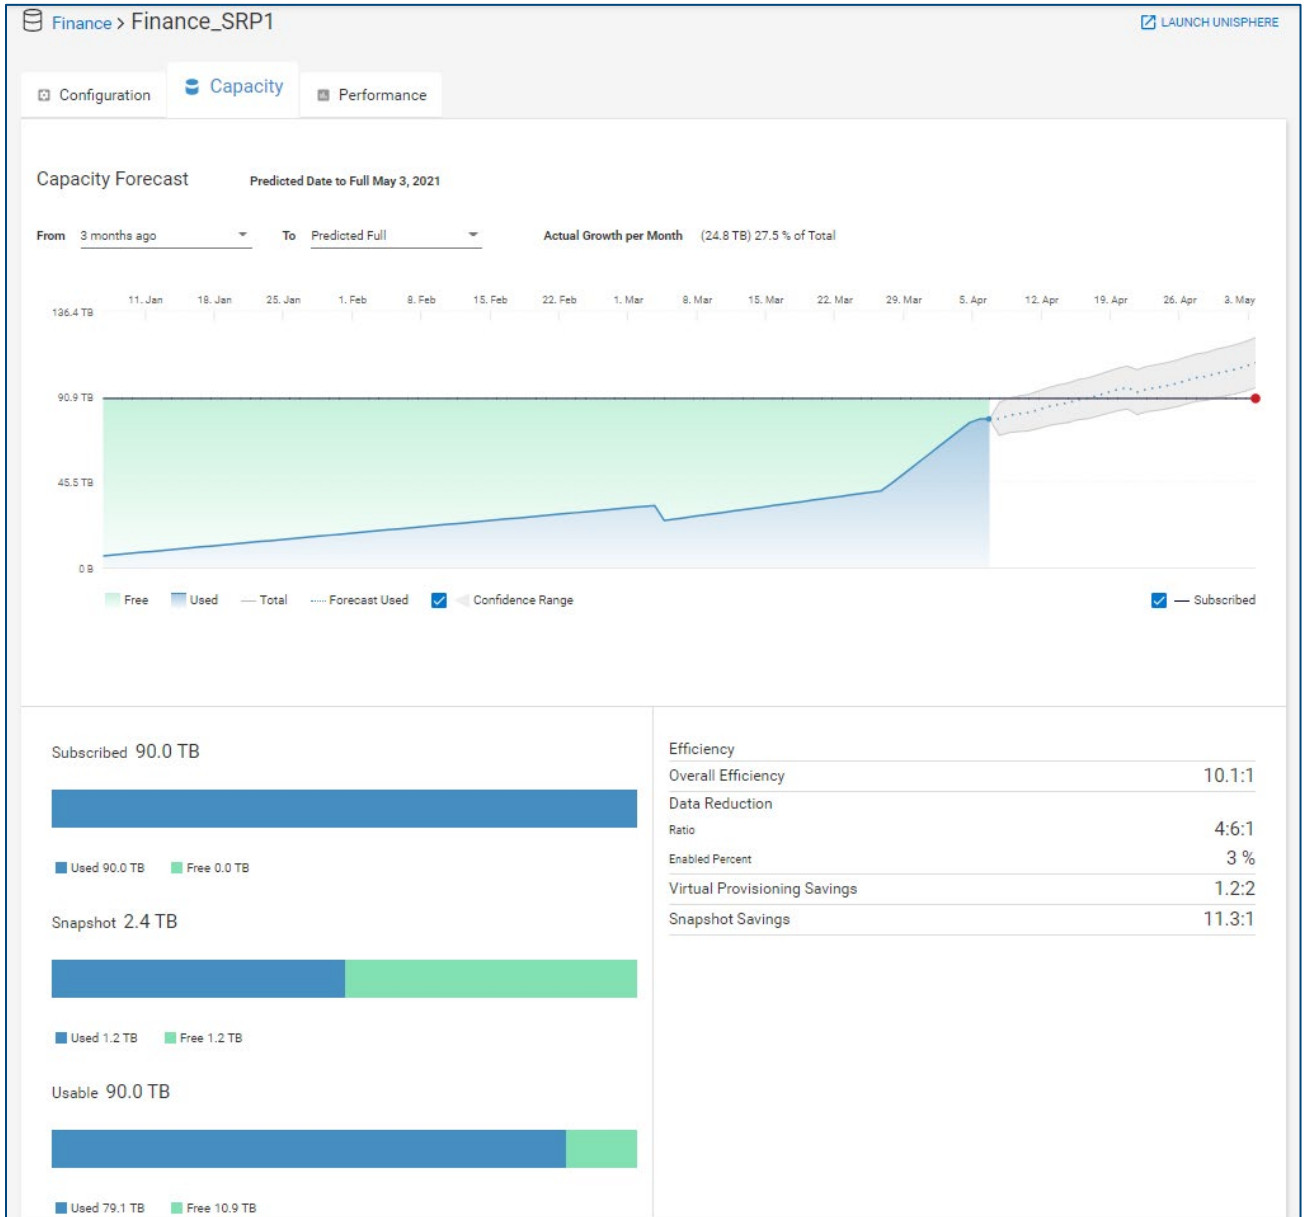 Finance > Finance_SRP1 LAUNCH UNISPHERE
Configuration Capacity Performance
Capacity Forecast Predicted Date to Full May 3, 2021
From 3 months ago To Predicted Full Actual Growth per Month (24.8 TB) 27.5 % of Total
11. Jan 18. Jan 25. Jan 1. Feb 8. Feb 15. Feb 22. Feb 1. Mar 8. Mar 15. Mar 22. Mar 29. Mar 5. Apr 12. Apr 19. Apr 26. Apr 3. May
136.4 TB
90.9 TB
45.5 TB
0 B
Free Used Total Forecast Used Confidence Range Subscribed
Subscribed 90.0 TB
Used 90.0 TB Free 0.0 TB
Snapshot 2.4 TB
Used 1.2 TB Free 1.2 TB
Usable 90.0 TB
Used 79.1 TB Free 10.9 TB
Efficiency
Overall Efficiency 10.1:1
Data Reduction
Ratio 4:6:1
Enabled Percent 3 %
Virtual Provisioning Savings 1.2:2
Snapshot Savings 11.3:1